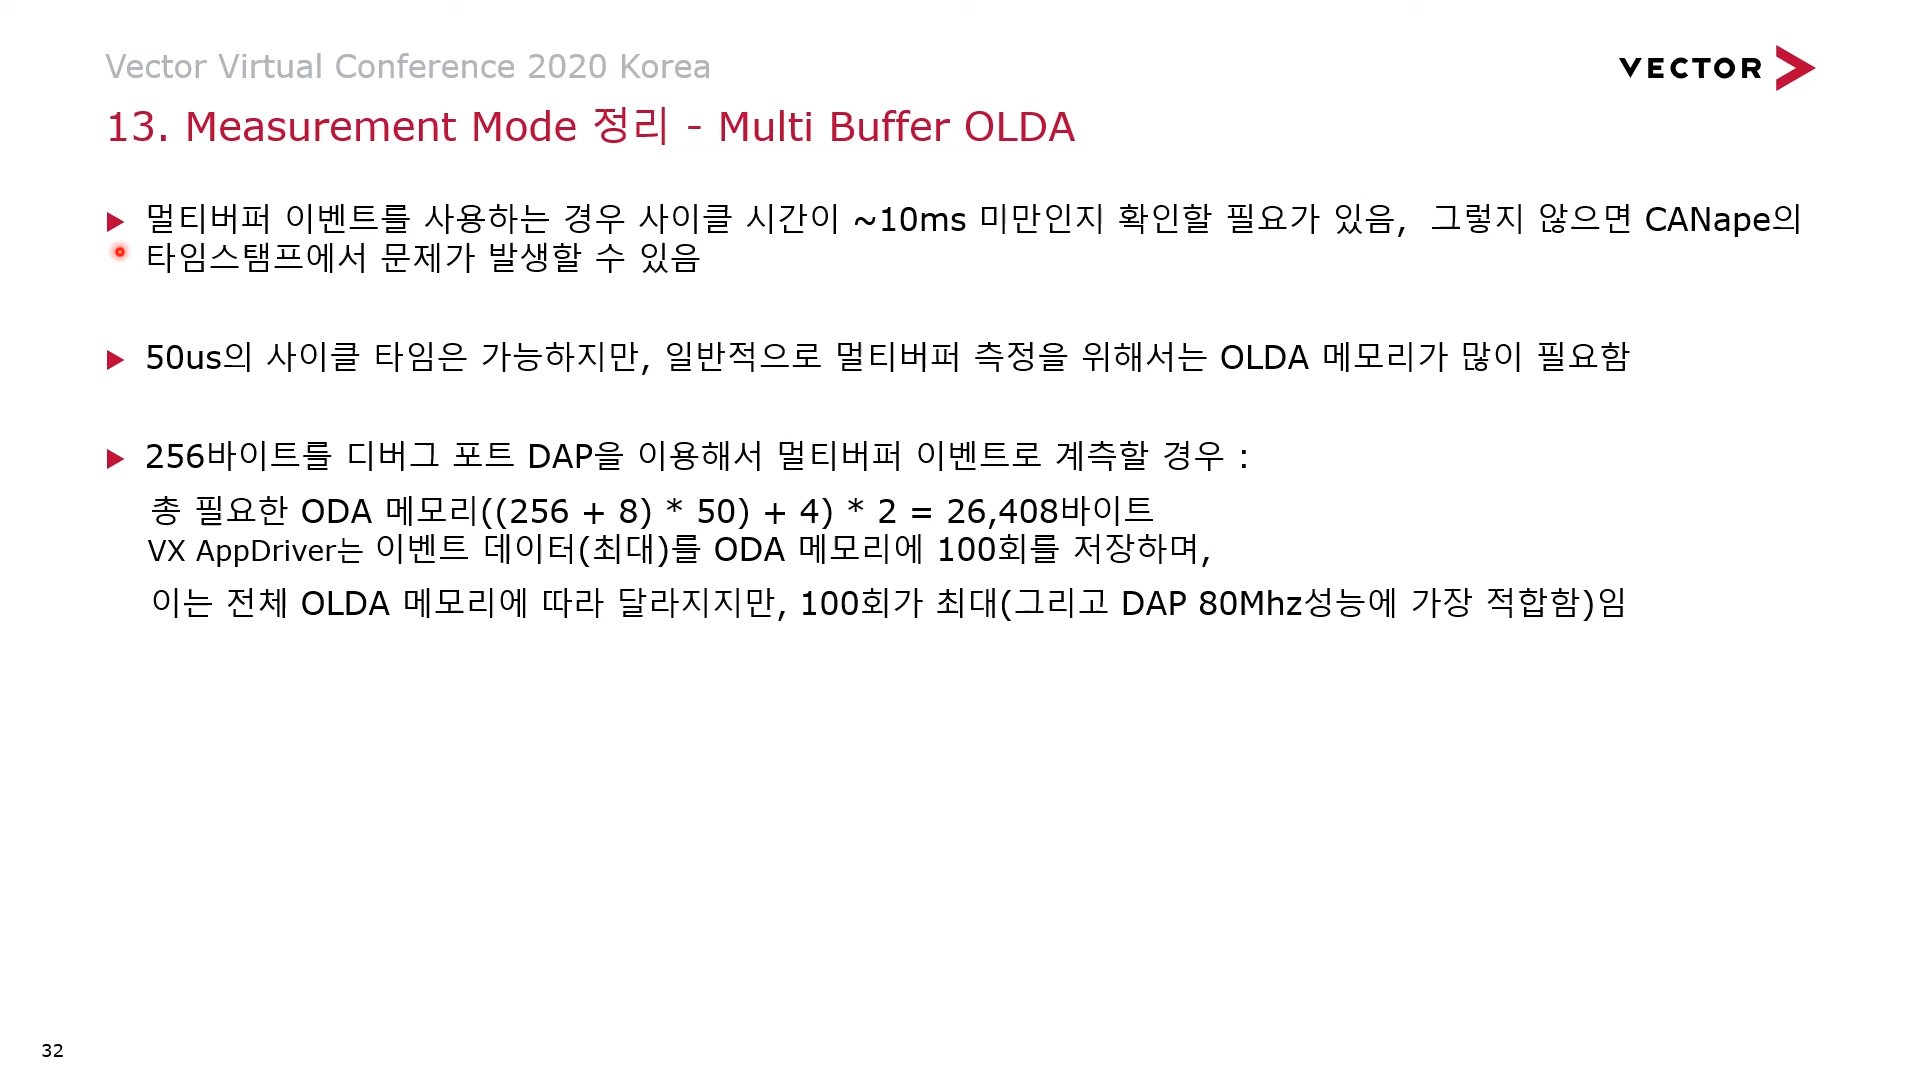 Vector Virtual Conference 2020 Korea
VECTOR
13. Measurement Mode 정리 - Multi Buffer OLDA
멀티버퍼 이벤트를 사용하는 경우 사이클 시간이 ~10ms 미만인지 확인할 필요가 있음, 그렇지 않으면 CANape의
타임스탬프에서 문제가 발생할 수 있음
50us의 사이클 타임은 가능하지만, 일반적으로 멀티버퍼 측정을 위해서는 OLDA 메모리가 많이 필요함
256바이트를 디버그 포트 DAP을 이용해서 멀티버퍼 이벤트로 계측할 경우 :
총 필요한 ODA 메모리((256 + 8) * 50) + 4) * 2 = 26,408바이트
VX AppDriver는 이벤트 데이터(최대)를 ODA 메모리에 100회를 저장하며,
이는 전체 OLDA 메모리에 따라 달라지지만, 100회가 최대(그리고 DAP 80Mhz성능에 가장 적합함)임
32